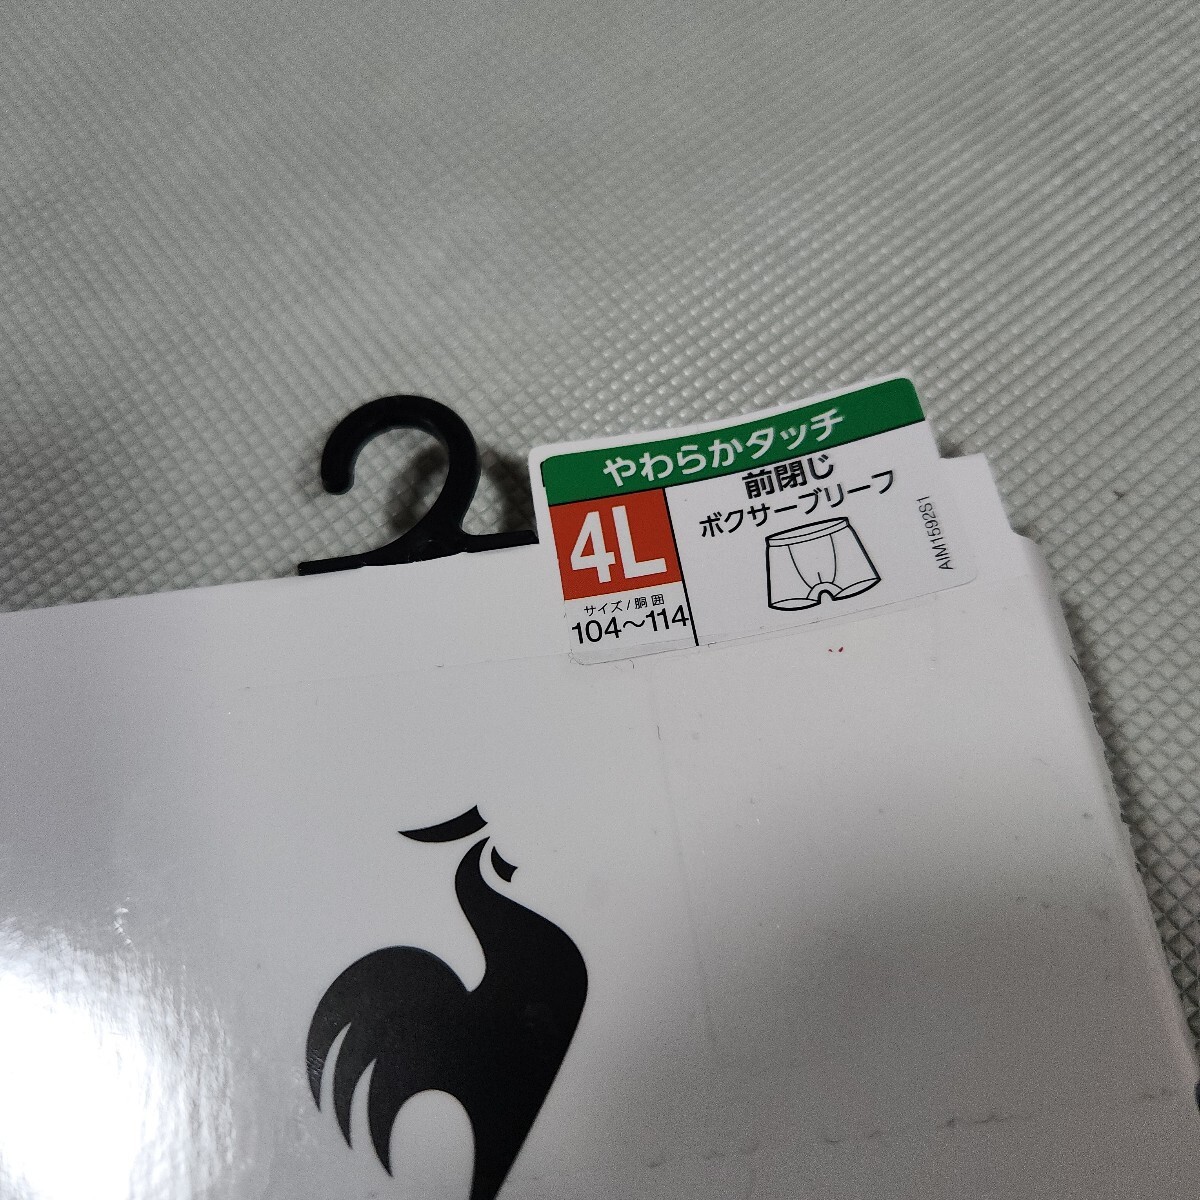 やわらかタッチ
4L
サイズ/胴囲
104〜114
前閉じ
ボクサーブリーフ
AIM1592S1